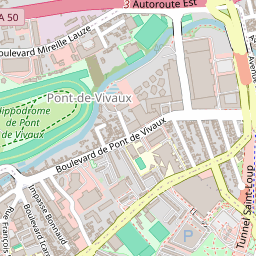 A 50
Autoroute Est
Boulevard Mireille Lauze
Pont-de-Vivaux
Hippodrome
de Pont
de Vivaux
Boulevard de Pont de Vivaux
Avenue
Impasse Bonnaud
Boulevard Icar
Rue François
Tunnel Saint-Loup
P